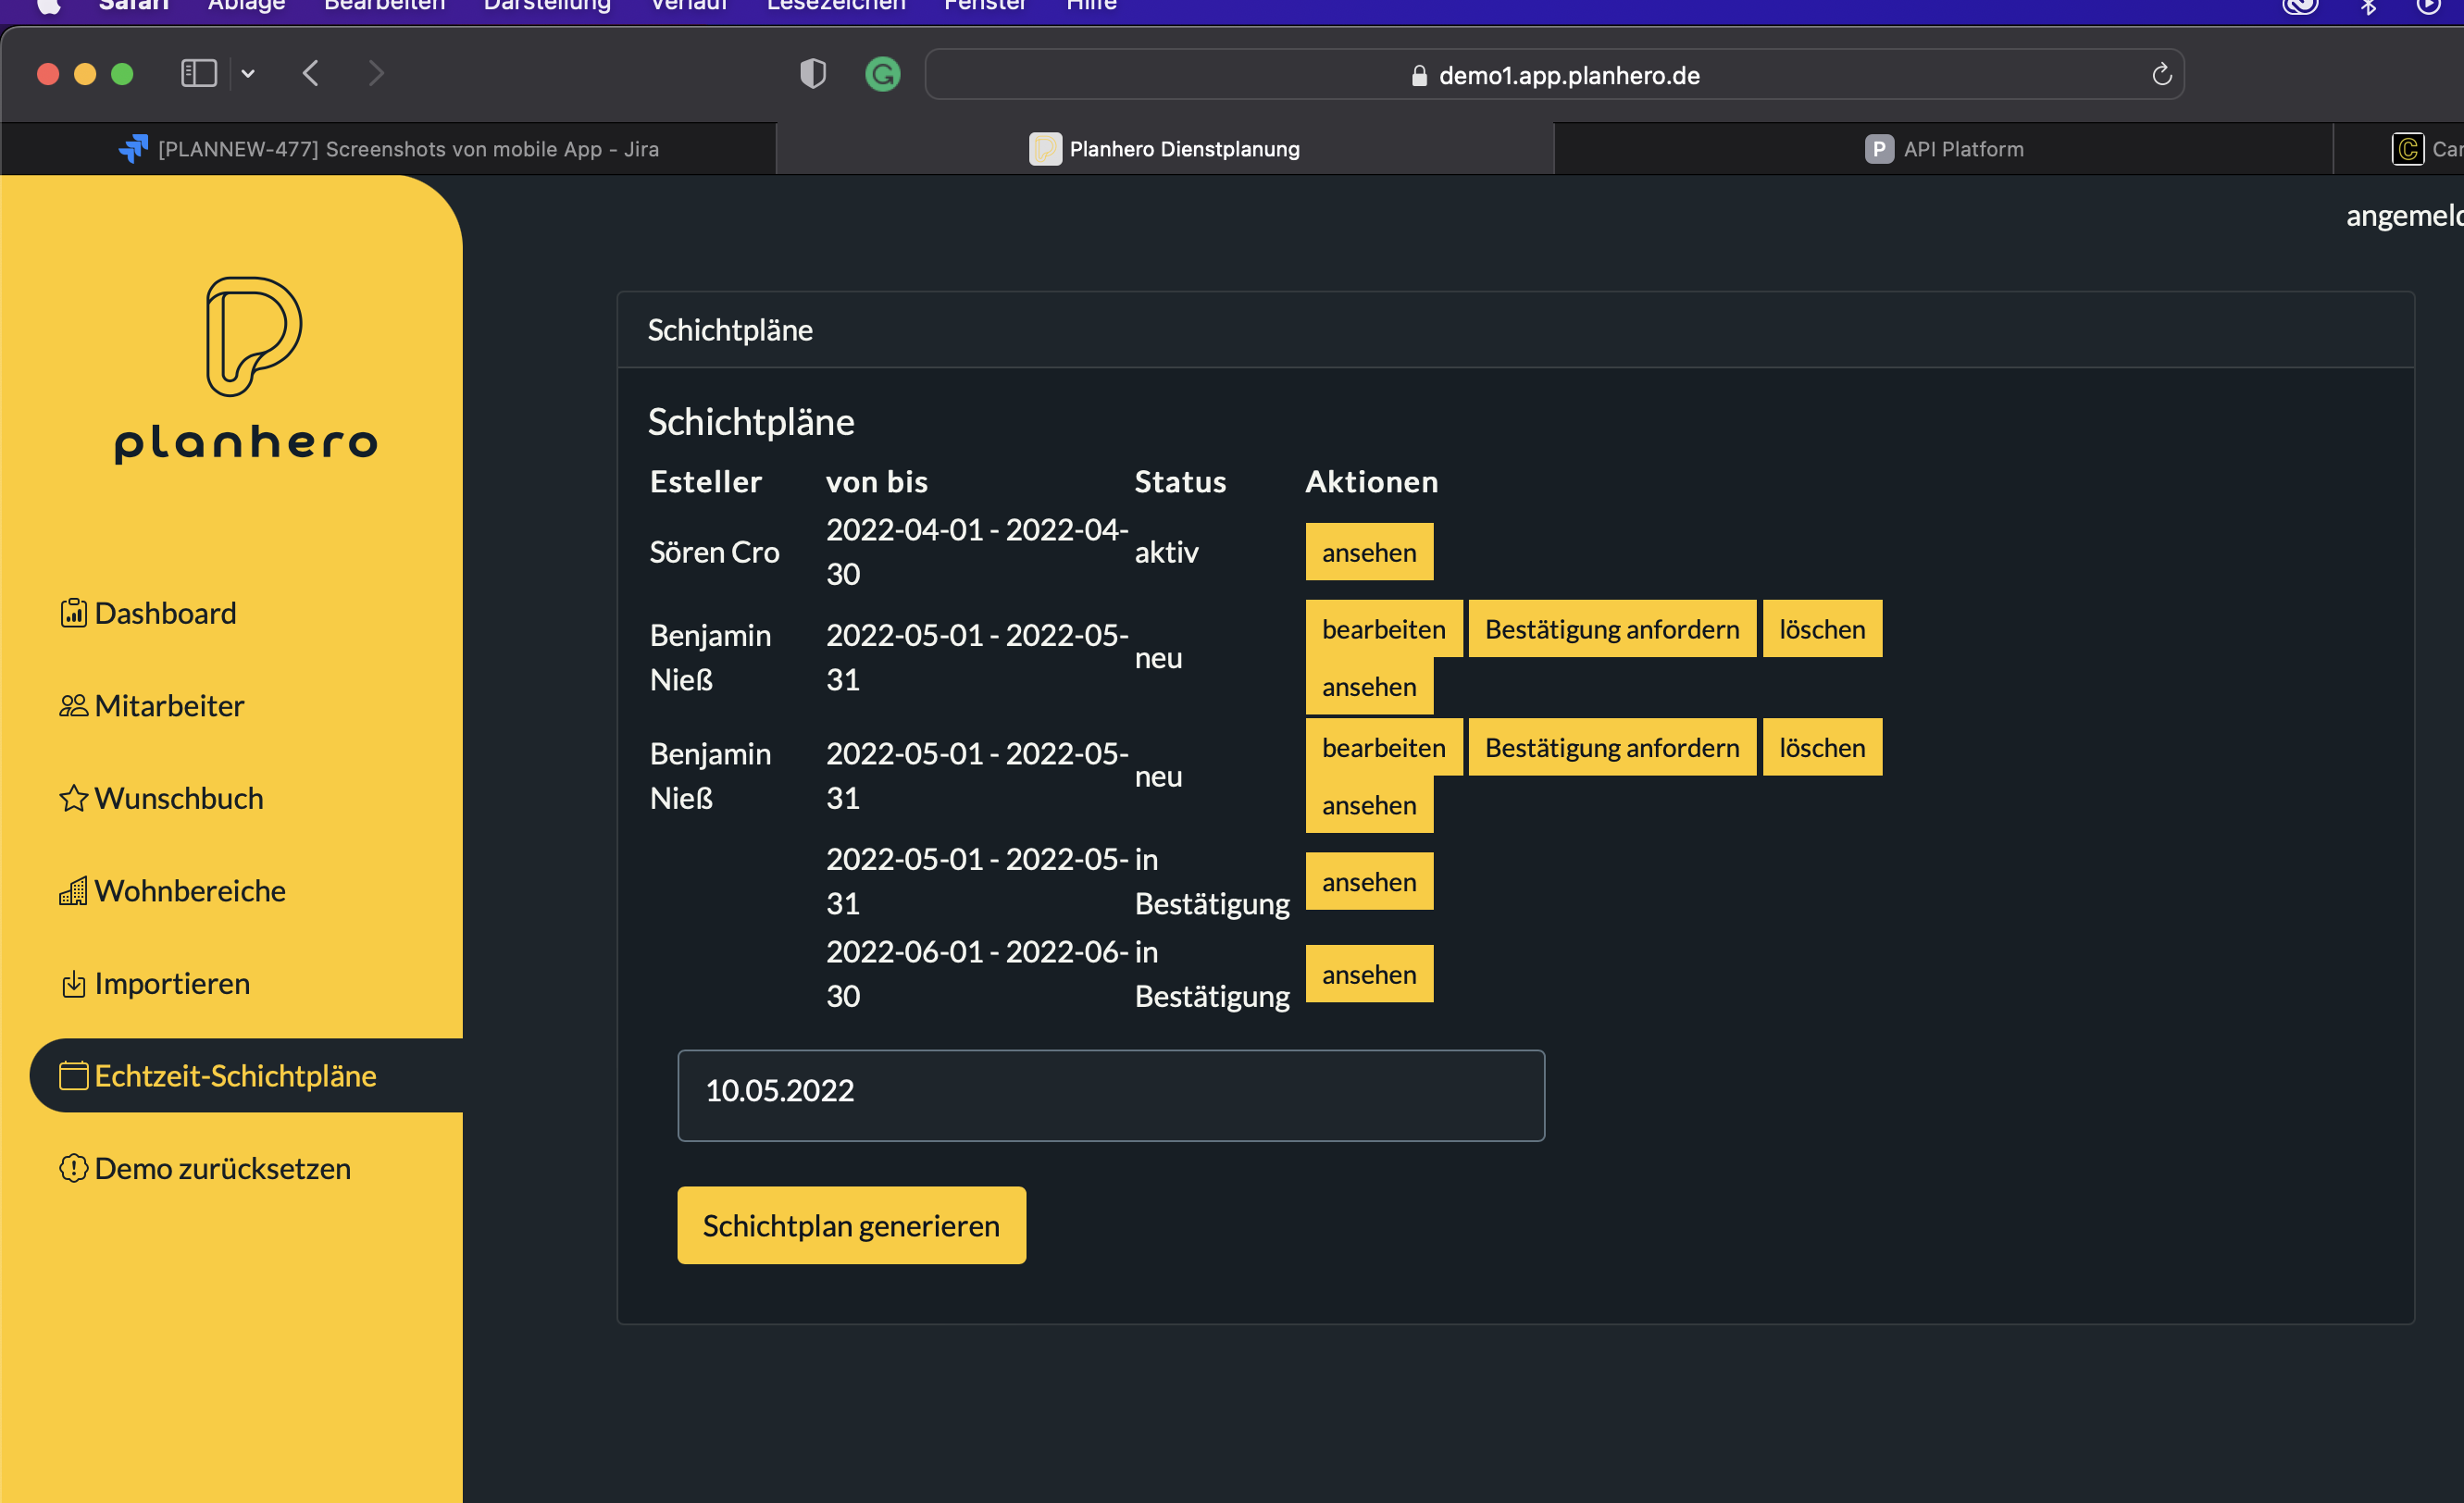 Safari Ablage Bearbeiten Darstellung Verlauf Lesezeichen Fenster Hilfe
demo1.app.planhero.de
[PLANNEW-477] Screenshots von mobile App - Jira
Planhero Dienstplanung
P API Platform
angemeld
planhero
Dashboard
Mitarbeiter
Wunschbuch
Wohnbereiche
Importieren
Echtzeit-Schichtpläne
Demo zurücksetzen
Schichtpläne
Schichtpläne
Esteller von bis Status Aktionen
Sören Cro 2022-04-01 - 2022-04-30 aktiv ansehen
Benjamin Nieß 2022-05-01 - 2022-05-31 neu bearbeiten Bestätigung anfordern löschen ansehen
Benjamin Nieß 2022-05-01 - 2022-05-31 neu bearbeiten Bestätigung anfordern löschen ansehen
2022-05-01 - 2022-05-31 in Bestätigung ansehen
2022-06-01 - 2022-06-30 in Bestätigung ansehen
10.05.2022
Schichtplan generieren